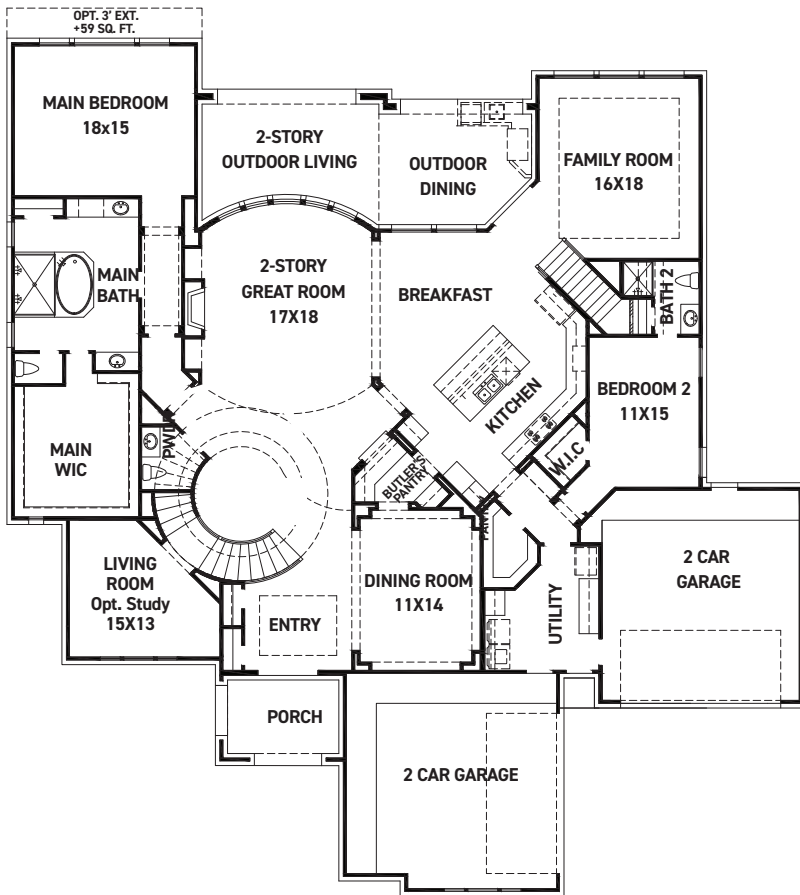 OPT. 3' EXT.
+59 SQ. FT.
MAIN BEDROOM
18x15
2-STORY
OUTDOOR LIVING
OUTDOOR
DINING
FAMILY ROOM
16X18
MAIN
BATH
2-STORY
GREAT ROOM
17X18
BREAKFAST
BATH 2
KITCHEN
BEDROOM 2
11X15
MAIN
WIC
W.I.C
BUTLER'S
PANTRY
LIVING
ROOM
Opt. Study
15X13
ENTRY
DINING ROOM
11X14
UTILITY
2 CAR
GARAGE
PORCH
2 CAR GARAGE